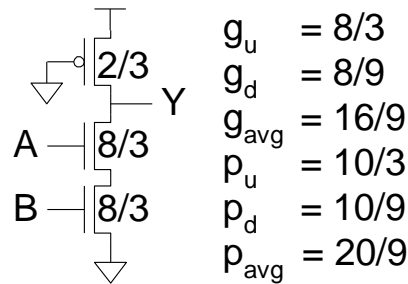 2/3
Y
A 8/3
B 8/3
g_u = 8/3
g_d = 8/9
g_avg = 16/9
p_u = 10/3
p_d = 10/9
p_avg = 20/9